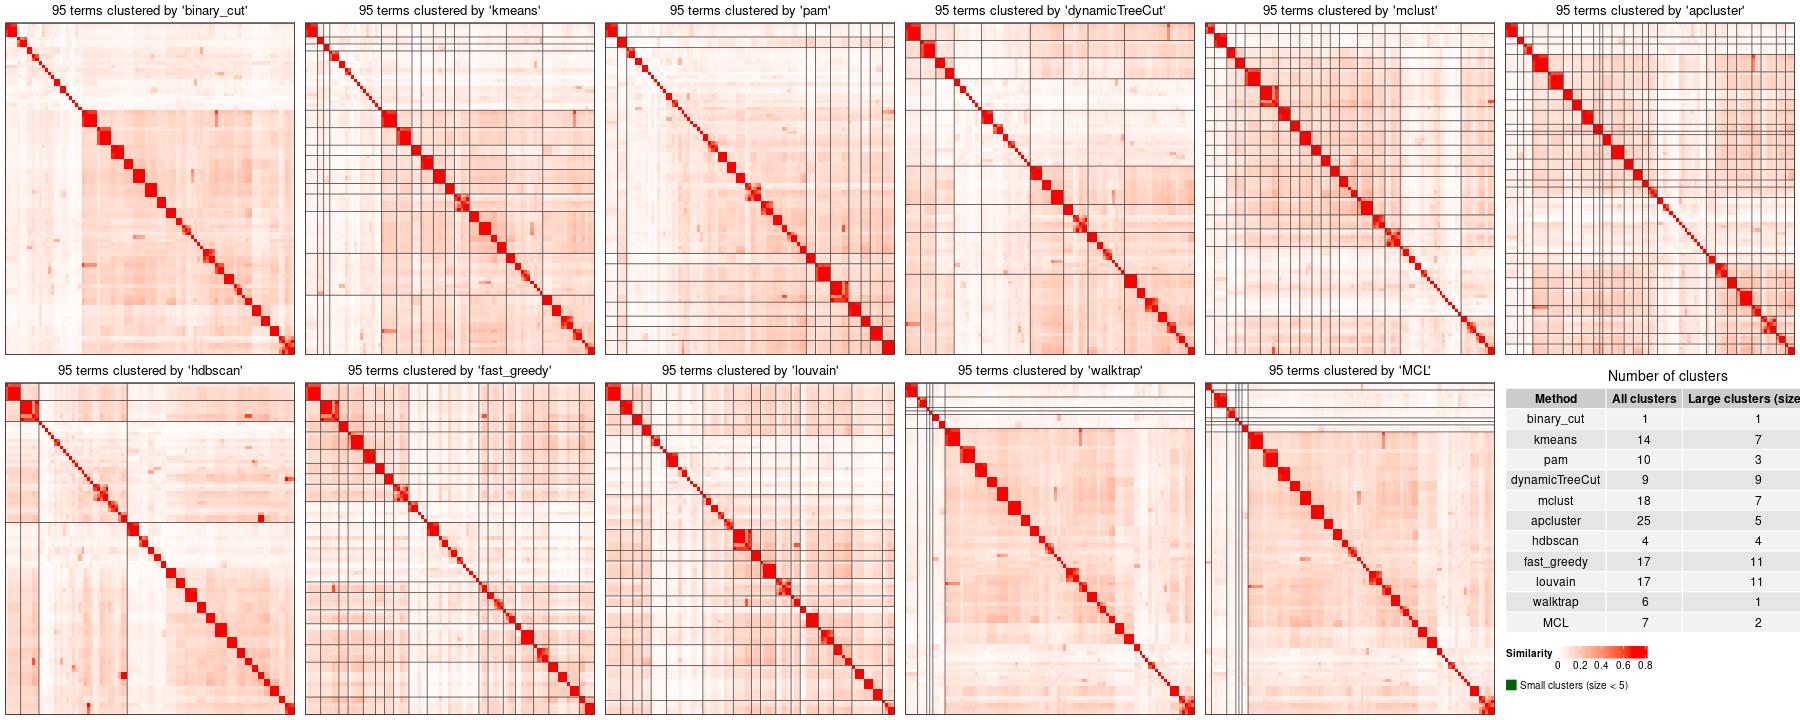 95 terms clustered by 'binary_cut'
95 terms clustered by 'kmeans'
95 terms clustered by 'pam'
95 terms clustered by 'dynamicTreeCut'
95 terms clustered by 'mclust'
95 terms clustered by 'apcluster'
95 terms clustered by 'hdbscan'
95 terms clustered by 'fast_greedy'
95 terms clustered by 'louvain'
95 terms clustered by 'walktrap'
95 terms clustered by 'MCL'
Number of clusters
Method All clusters Large clusters (size
binary_cut 1 1
kmeans 14 7
pam 10 3
dynamicTreeCut 9 9
mclust 18 7
apcluster 25 5
hdbscan 4 4
fast_greedy 17 11
louvain 17 11
walktrap 6 1
MCL 7 2
Similarity
0 0.2 0.4 0.6 0.8
Small clusters (size < 5)